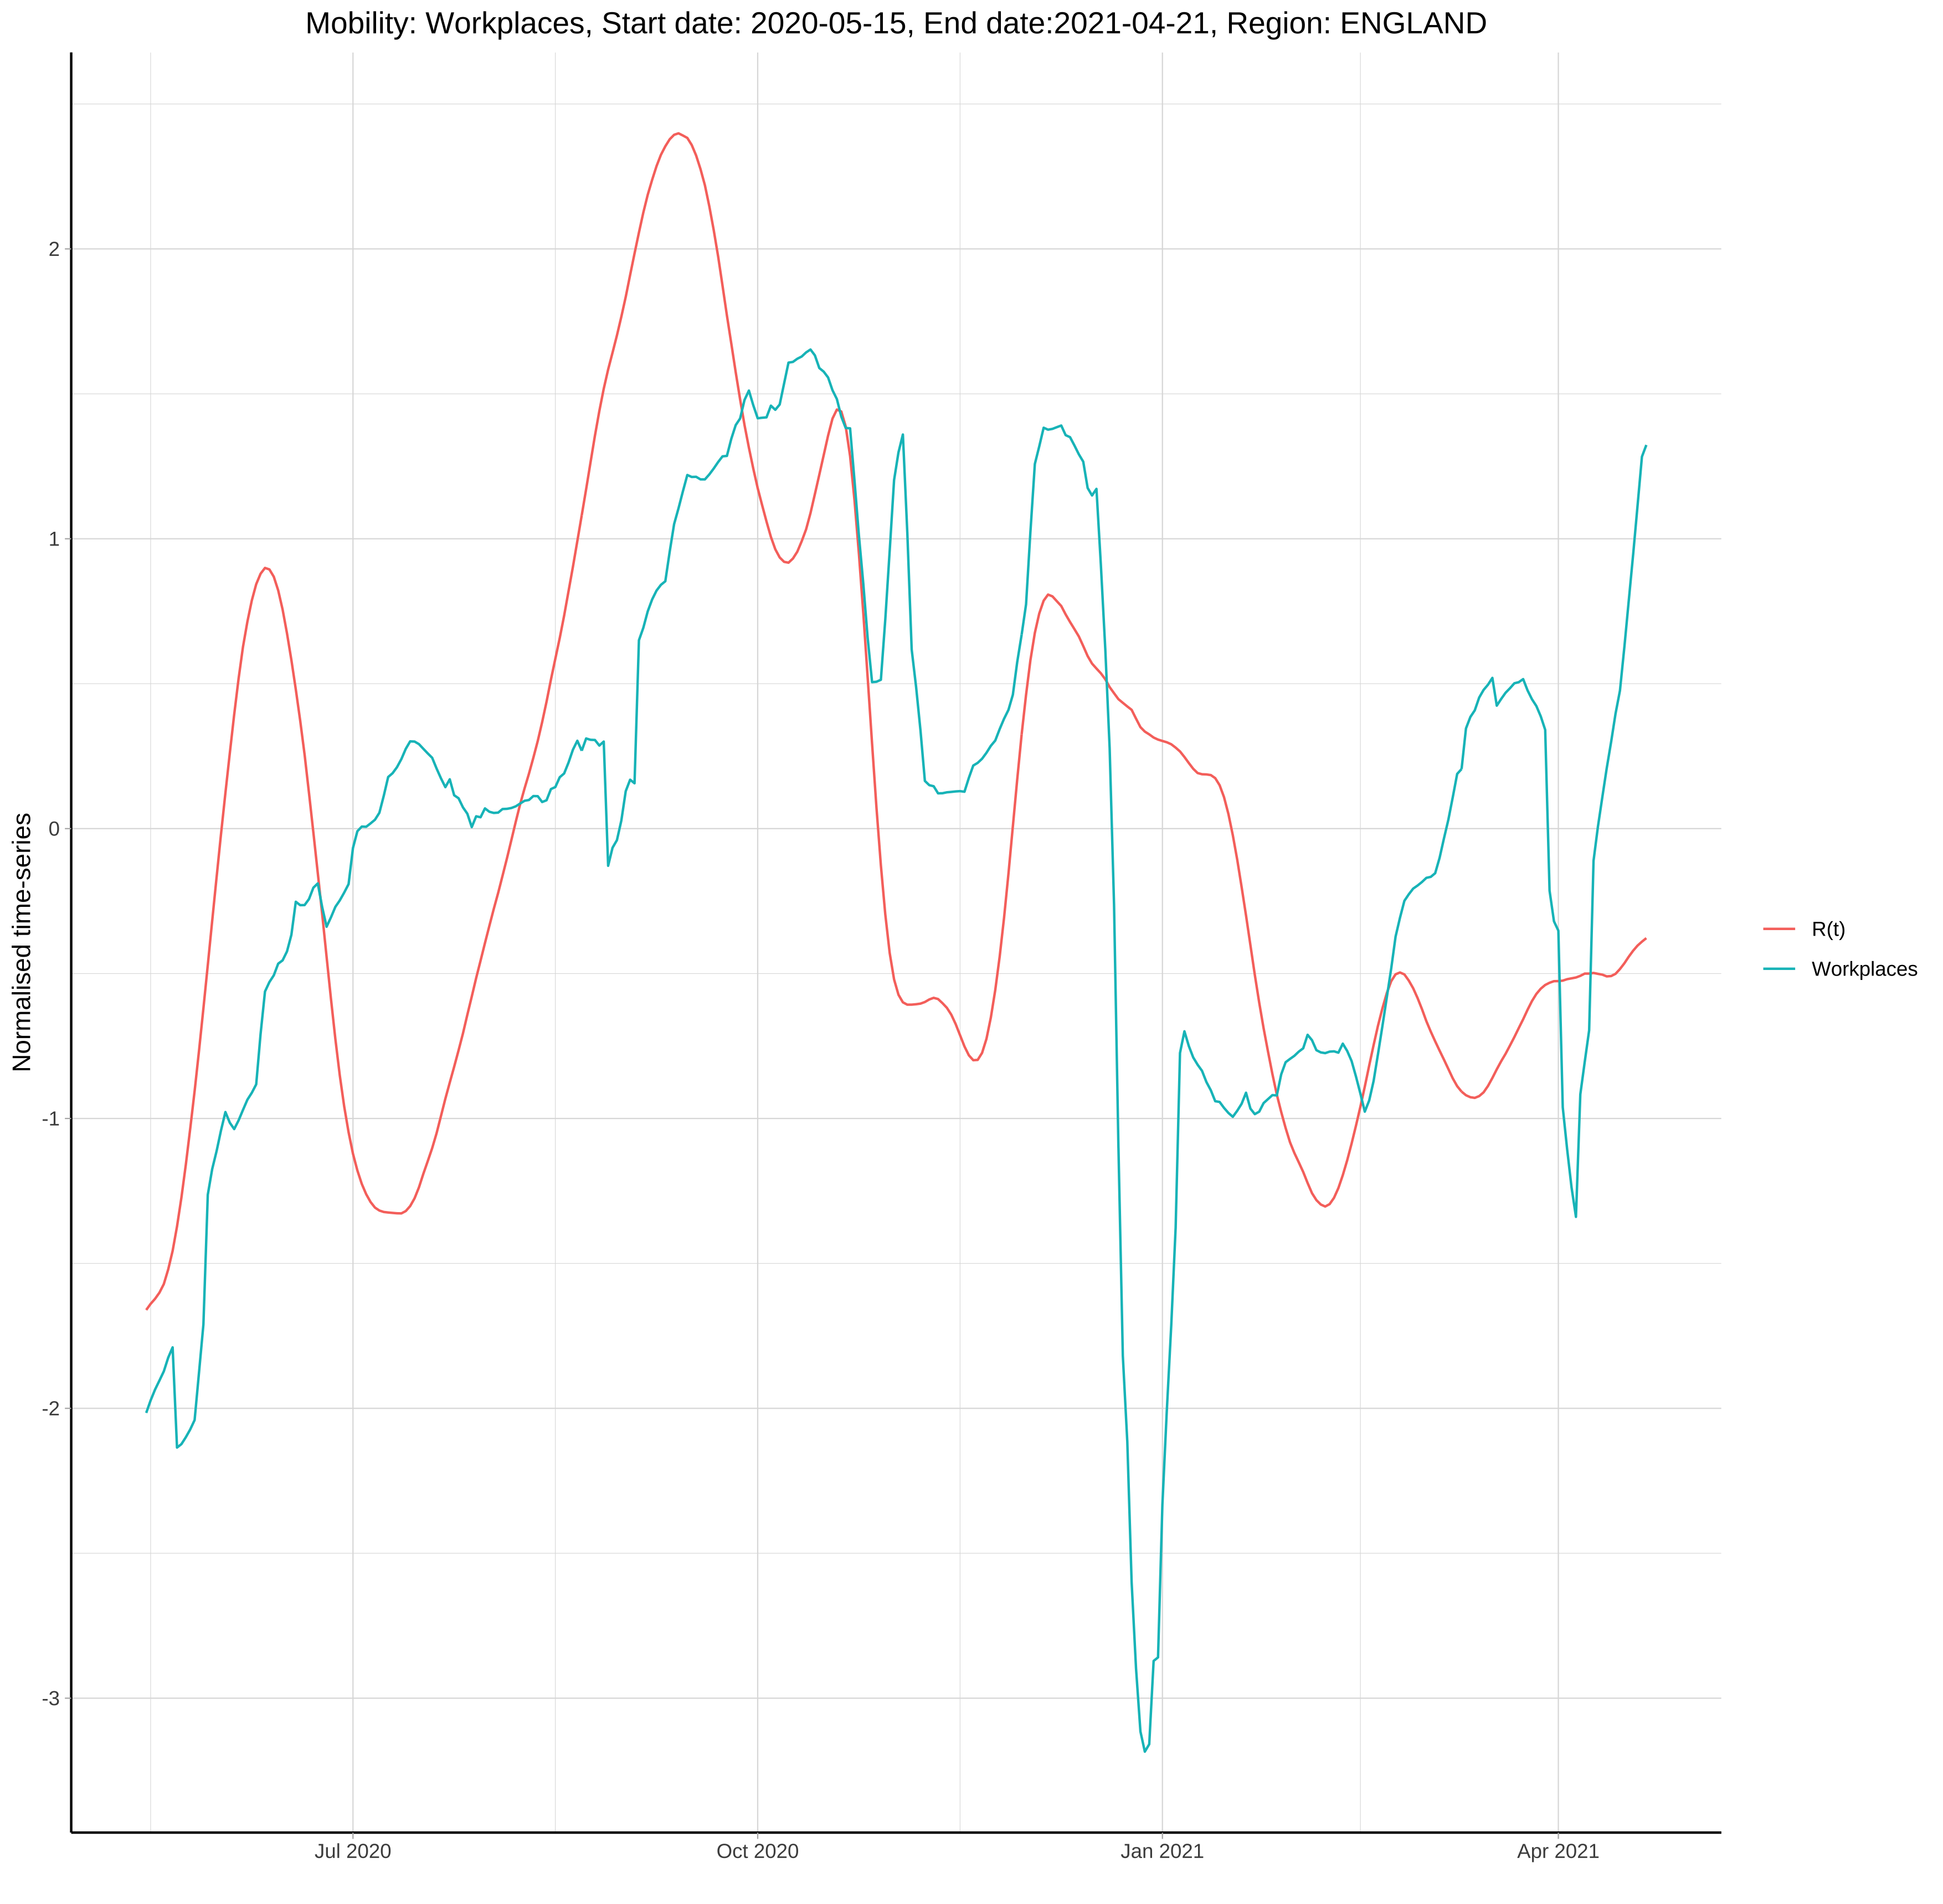 Mobility: Workplaces, Start date: 2020-05-15, End date:2021-04-21, Region: ENGLAND
Normalised time-series
2
1
0
-1
-2
-3
Jul 2020
Oct 2020
Jan 2021
Apr 2021
R(t)
Workplaces